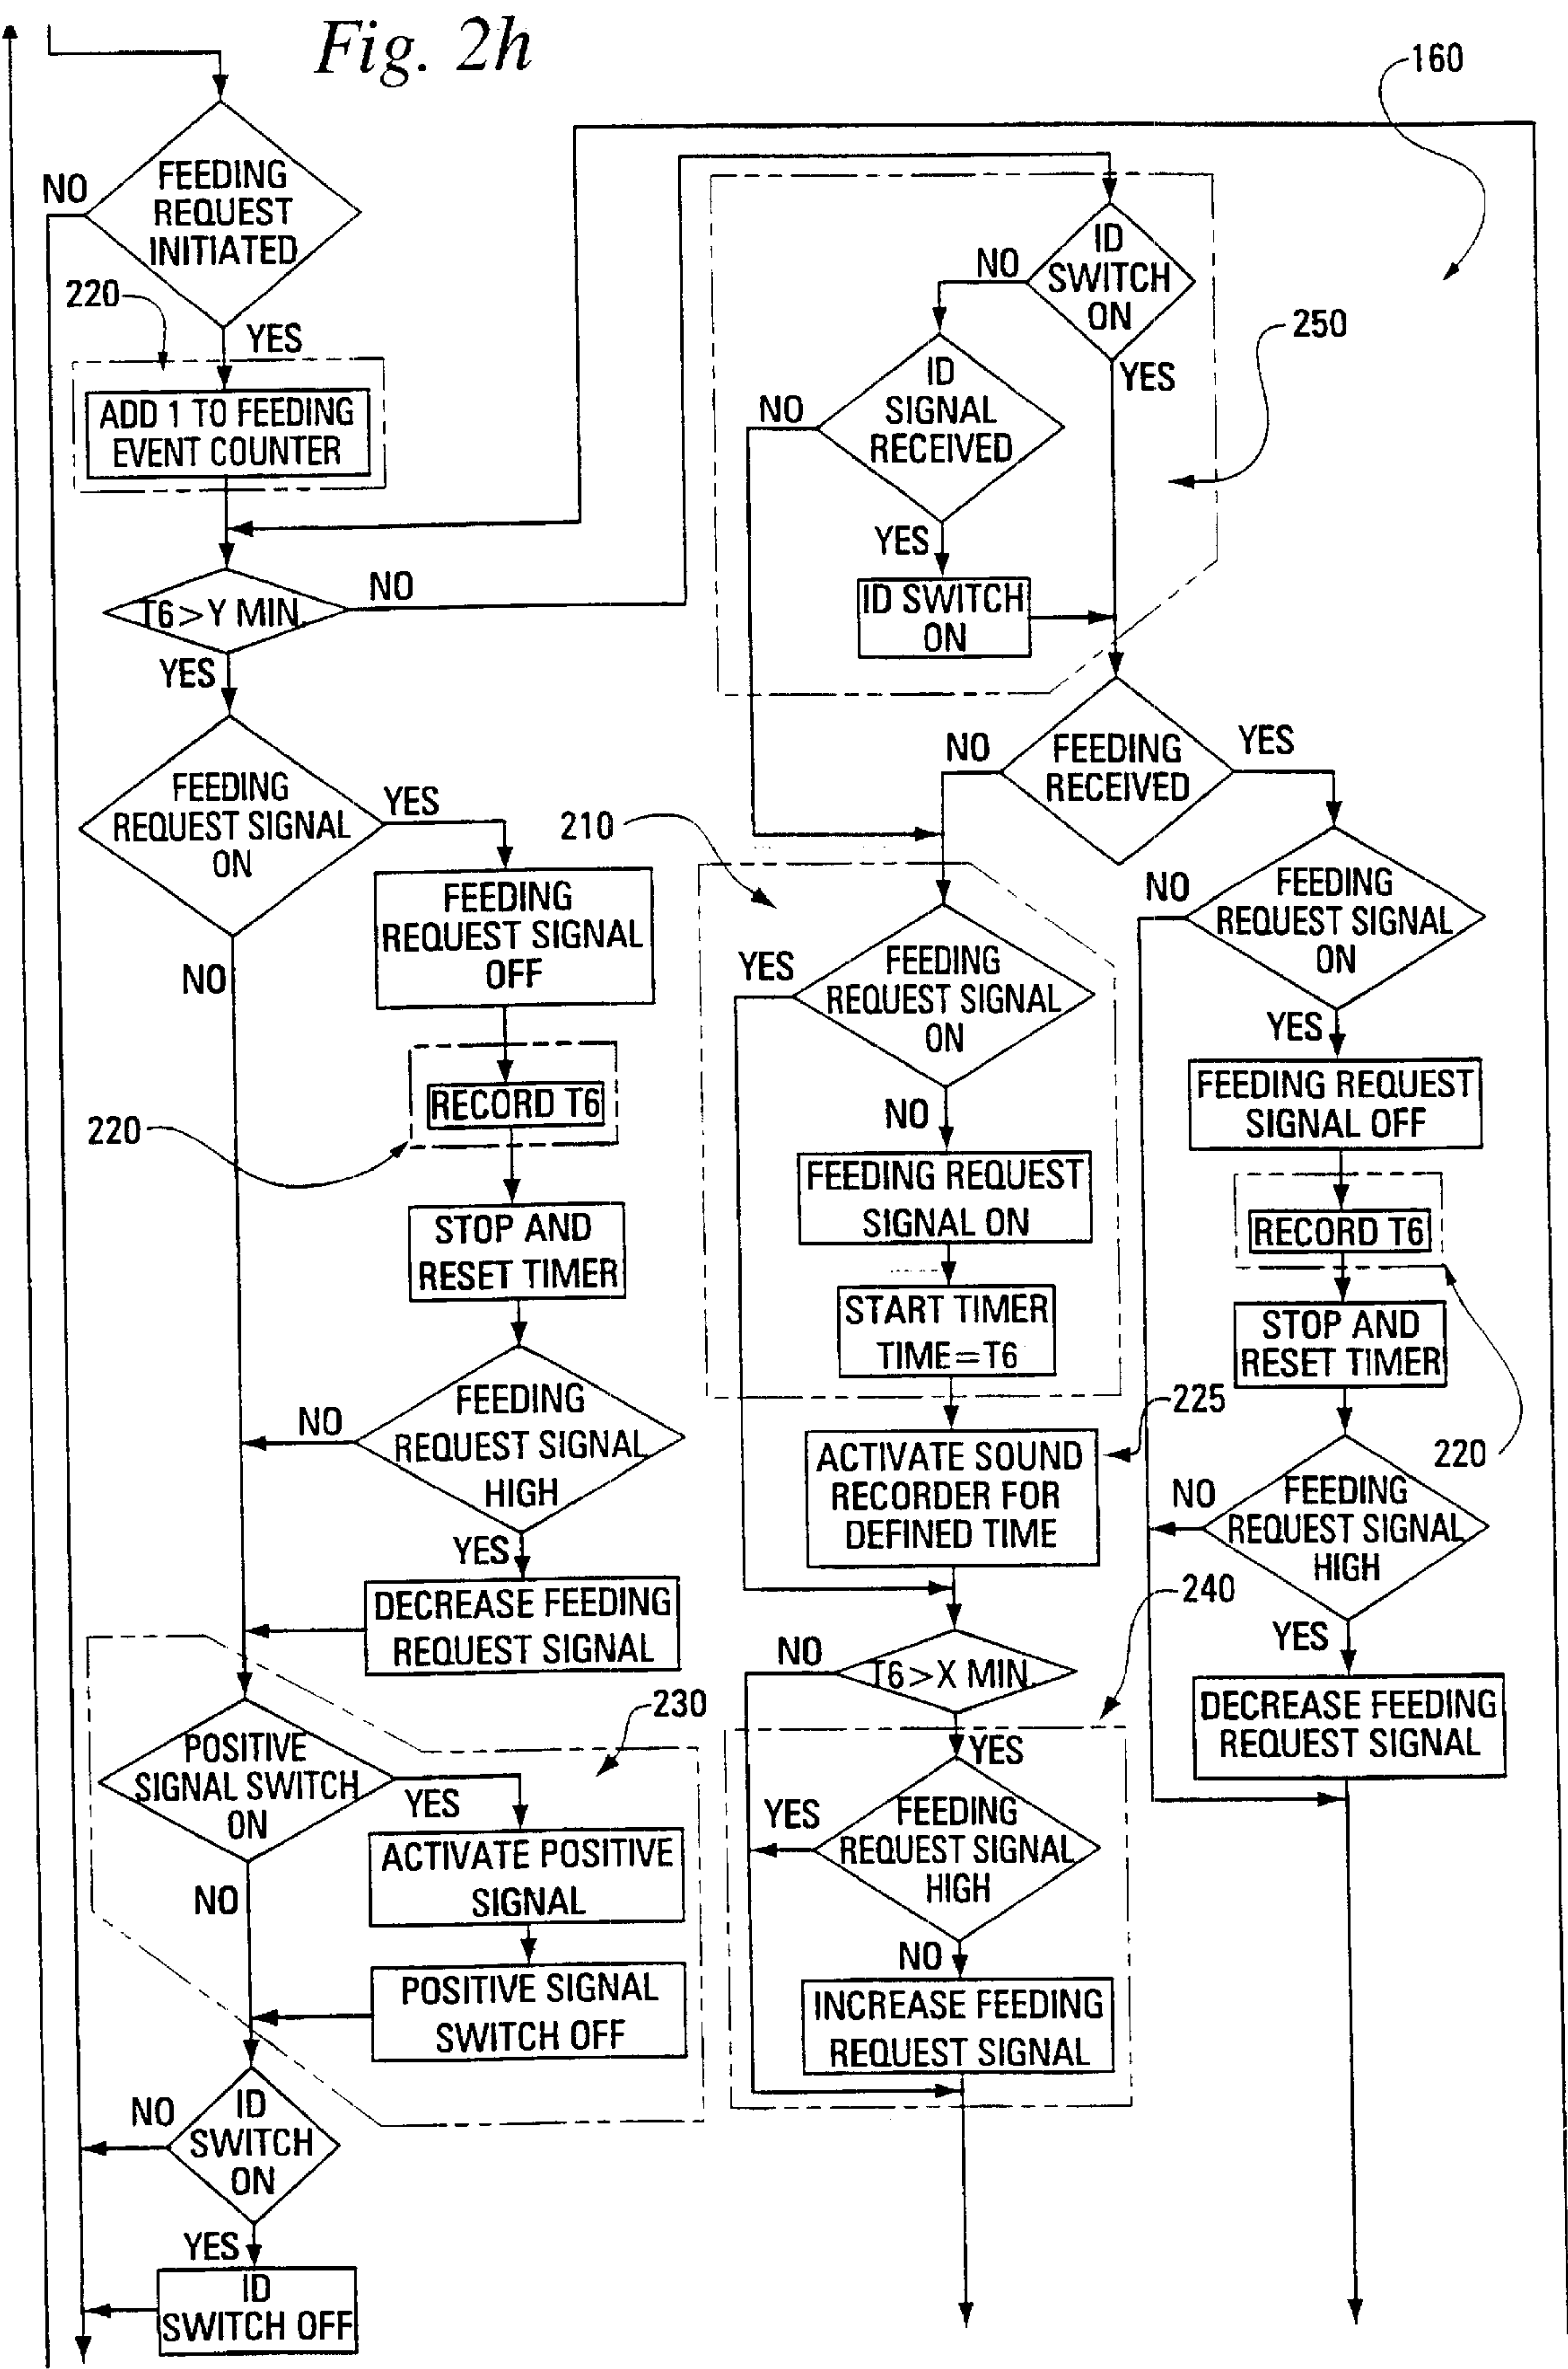 Fig. 2h
160
FEEDING
REQUEST
INITIATED
NO
YES
220
ADD 1 TO FEEDING
EVENT COUNTER
T6>Y MIN.
NO
YES
FEEDING
REQUEST SIGNAL
ON
YES
NO
FEEDING
REQUEST SIGNAL
OFF
RECORD T6
220
STOP AND
RESET TIMER
FEEDING
REQUEST SIGNAL
HIGH
NO
YES
DECREASE FEEDING
REQUEST SIGNAL
230
POSITIVE
SIGNAL SWITCH
ON
YES
NO
ACTIVATE POSITIVE
SIGNAL
POSITIVE SIGNAL
SWITCH OFF
ID
SWITCH
ON
NO
YES
ID
SWITCH OFF
ID
SWITCH
ON
NO
YES
250
ID
SIGNAL
RECEIVED
NO
YES
ID SWITCH
ON
FEEDING
RECEIVED
NO
YES
210
FEEDING
REQUEST SIGNAL
ON
YES
NO
FEEDING REQUEST
SIGNAL ON
START TIMER
TIME=T6
225
ACTIVATE SOUND
RECORDER FOR
DEFINED TIME
T6>X MIN.
NO
YES
240
FEEDING
REQUEST SIGNAL
HIGH
YES
NO
INCREASE FEEDING
REQUEST SIGNAL
FEEDING
REQUEST SIGNAL
ON
NO
YES
FEEDING REQUEST
SIGNAL OFF
RECORD T6
220
STOP AND
RESET TIMER
FEEDING
REQUEST SIGNAL
HIGH
NO
YES
DECREASE FEEDING
REQUEST SIGNAL